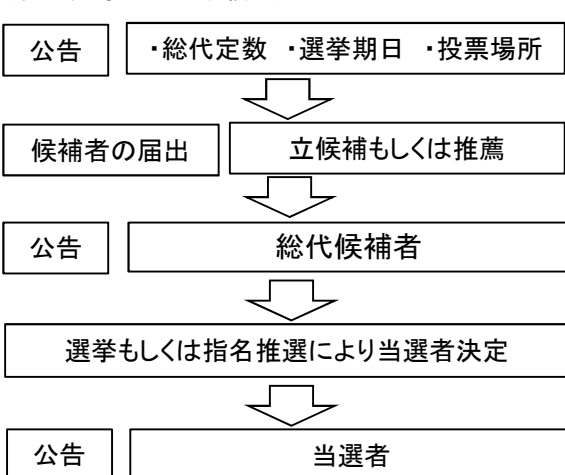 公告 ・総代定数 ・選挙期日 ・投票場所
候補者の届出 立候補もしくは推薦
公告 総代候補者
選挙もしくは指名推選により当選者決定
公告 当選者